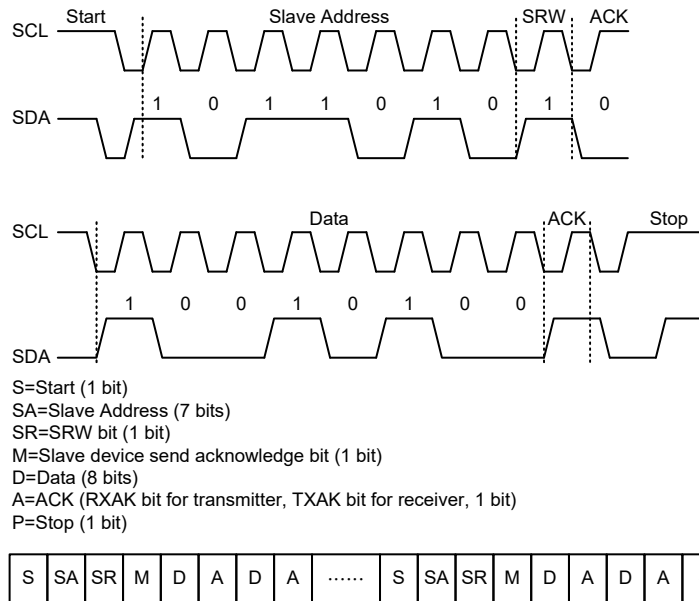 Start Slave Address SRW ACK
SCL
1 0 1 1 0 1 0 1 0
SDA
Data ACK Stop
SCL
1 0 0 1 0 1 0 0
SDA
S=Start (1 bit)
SA=Slave Address (7 bits)
SR=SRW bit (1 bit)
M=Slave device send acknowledge bit (1 bit)
D=Data (8 bits)
A=ACK (RXAK bit for transmitter, TXAK bit for receiver, 1 bit)
P=Stop (1 bit)
S SA SR M D A D A ...... S SA SR M D A D A